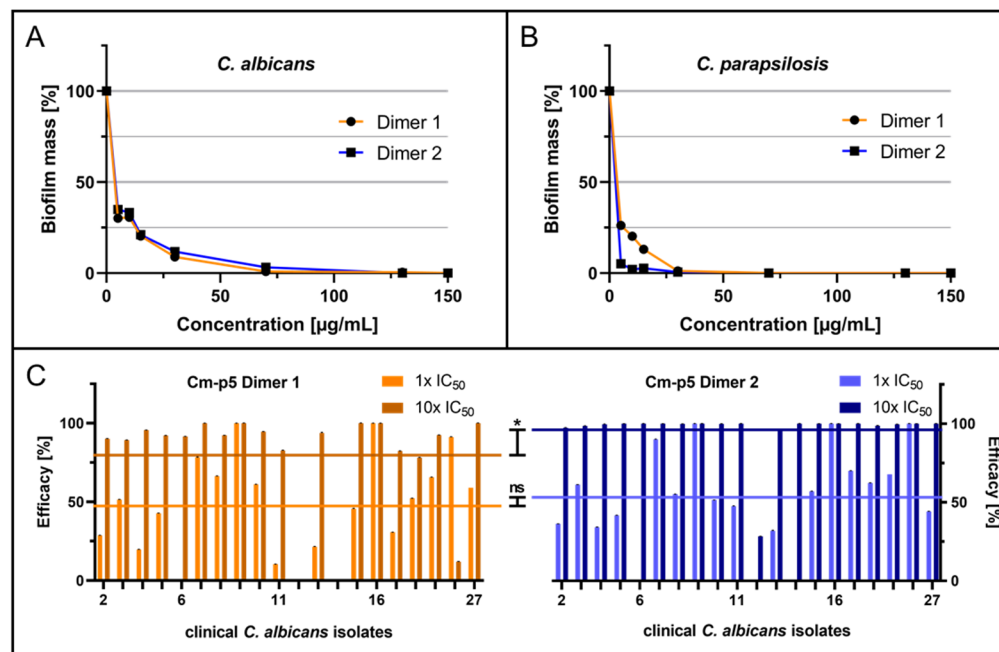 A
C. albicans
Biofilm mass [%]
100
50
0
Dimer 1
Dimer 2
0
50
100
150
Concentration [µg/mL]
B
C. parapsilosis
Biofilm mass [%]
100
50
0
Dimer 1
Dimer 2
0
50
100
150
Concentration [µg/mL]
C
Cm-p5 Dimer 1
1x IC50
10x IC50
Efficacy [%]
100
50
0
2
6
11
16
27
clinical C. albicans isolates
*
ns
Cm-p5 Dimer 2
1x IC50
10x IC50
100
50
0
Efficacy [%]
2
6
11
16
27
clinical C. albicans isolates